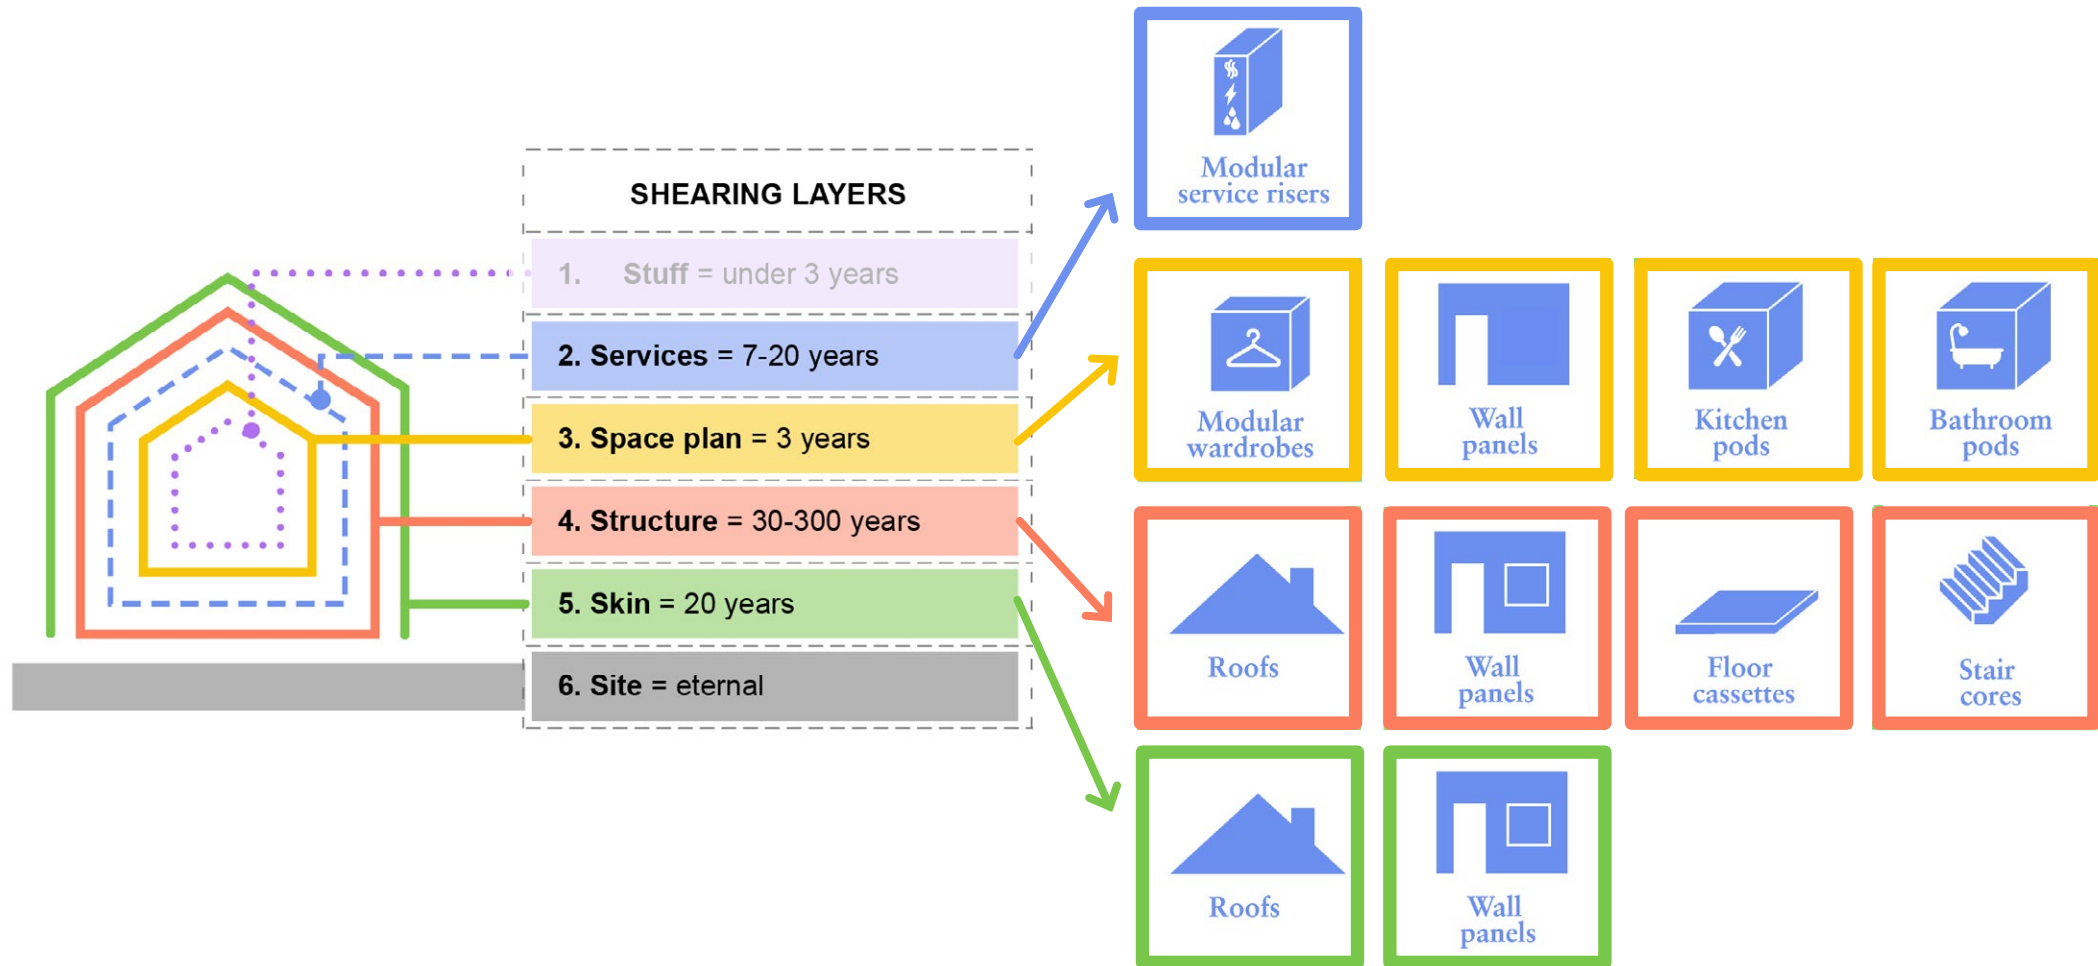 SHEARING LAYERS
1. Stuff = under 3 years
2. Services = 7-20 years
3. Space plan = 3 years
4. Structure = 30-300 years
5. Skin = 20 years
6. Site = eternal
Modular
service risers
Modular
wardrobes
Wall
panels
Kitchen
pods
Bathroom
pods
Roofs
Wall
panels
Floor
cassettes
Stair
cores
Roofs
Wall
panels